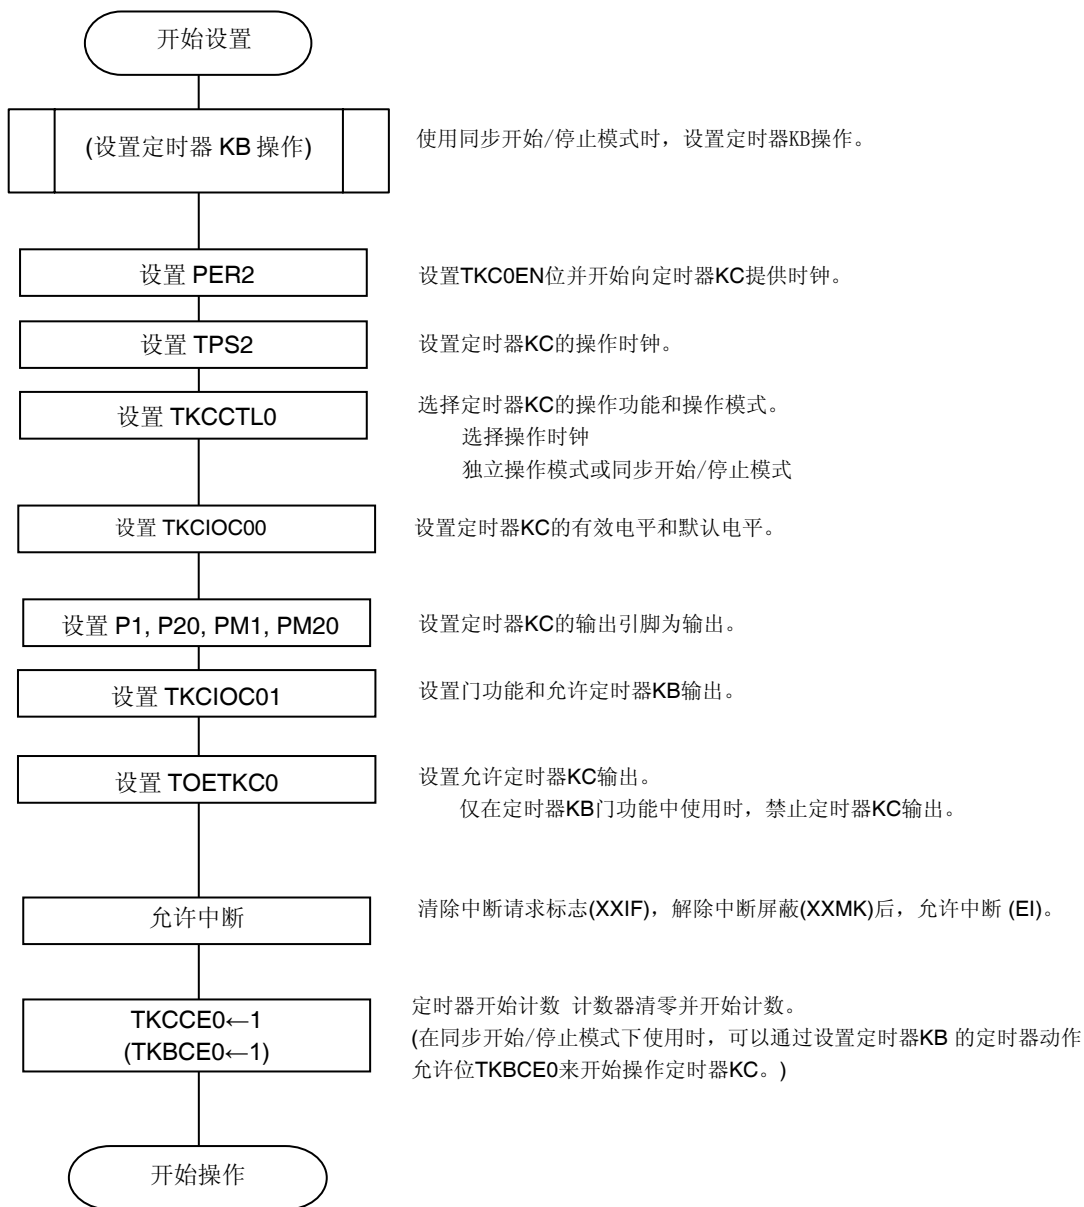 开始设置
(设置定时器 KB 操作)
使用同步开始/停止模式时，设置定时器KB操作。
设置 PER2
设置TKC0EN位并开始向定时器KC提供时钟。
设置 TPS2
设置定时器KC的操作时钟。
设置 TKCCTL0
选择定时器KC的操作功能和操作模式。
选择操作时钟
独立操作模式或同步开始/停止模式
设置 TKCIOC00
设置定时器KC的有效电平和默认电平。
设置 P1, P20, PM1, PM20
设置定时器KC的输出引脚为输出。
设置 TKCIOC01
设置门功能和允许定时器KB输出。
设置 TOETKC0
设置允许定时器KC输出。
仅在定时器KB门功能中使用时，禁止定时器KC输出。
允许中断
清除中断请求标志(XXIF)，解除中断屏蔽(XXMK)后，允许中断 (EI)。
TKCCE0←1
(TKBCE0←1)
定时器开始计数 计数器清零并开始计数。
(在同步开始/停止模式下使用时，可以通过设置定时器KB 的定时器动作
允许位TKBCE0来开始操作定时器KC。)
开始操作